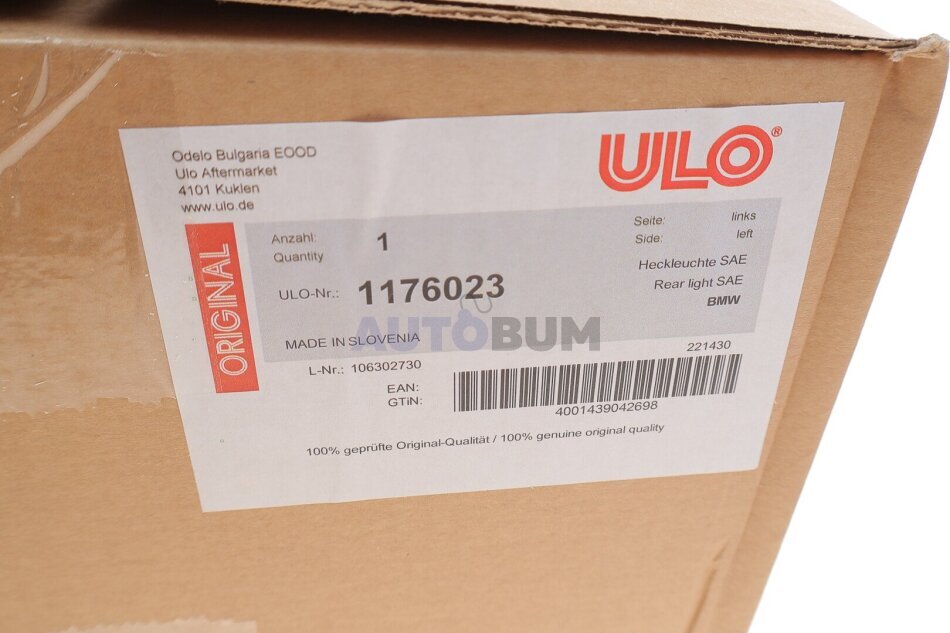 Odelo Bulgaria EOOD
Ulo Aftermarket
4101 Kuklen
www.ulo.de
ULO®
ORIGINAL
Anzahl: 1
Quantity
Seite: links
Side: left
ULO-Nr.: 1176023
Heckleuchte SAE
Rear light SAE
BMW
AUTOBUM
MADE IN SLOVENIA
221430
L-Nr.: 106302730
EAN:
GTiN:
4001439042698
100% geprüfte Original-Qualität / 100% genuine original quality